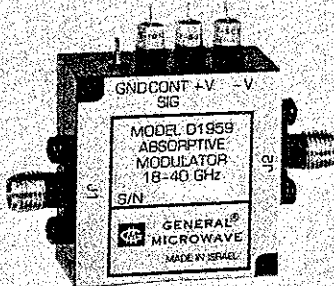 GND CONT +V -V
SIG
MODEL D1959
ABSORPTIVE
MODULATOR
18-40 GHz
J1
J2
S/N
GENERAL®
MICROWAVE
MADE IN ISRAEL